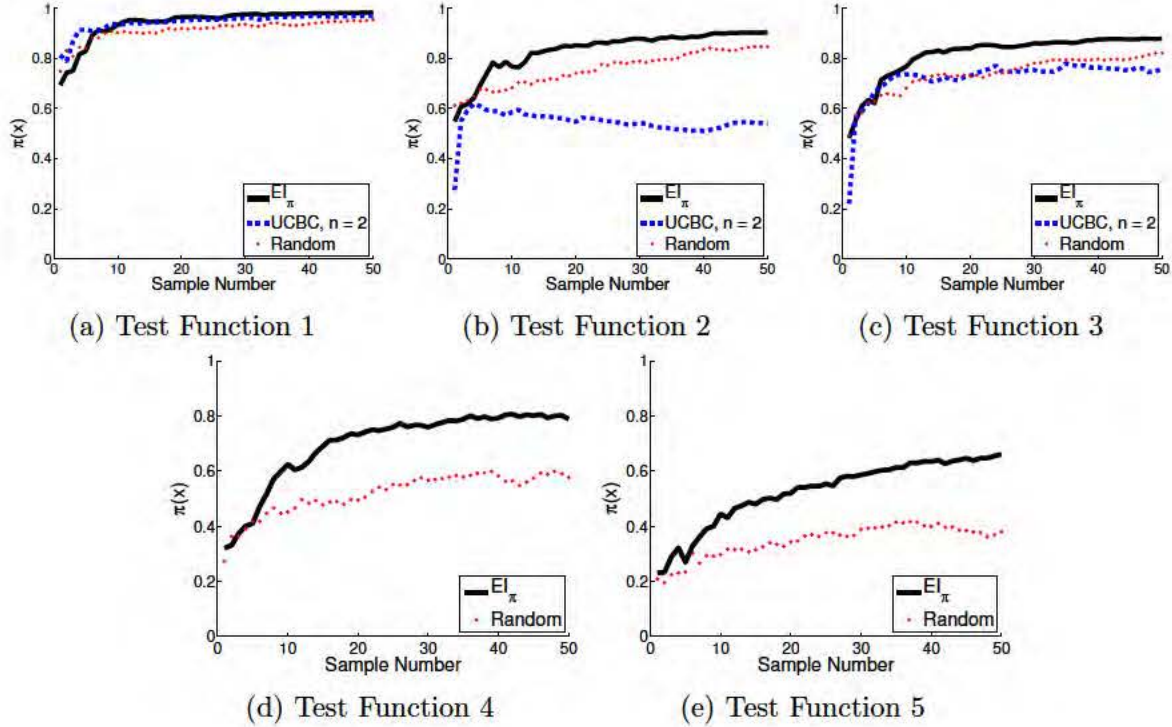 1
0.8
0.6
0.4
0.2
0
π(x)
EI_π
UCBC, n = 2
Random
0 10 20 30 40 50
Sample Number
(a) Test Function 1
1
0.8
0.6
0.4
0.2
0
π(x)
EI_π
UCBC, n = 2
Random
0 10 20 30 40 50
Sample Number
(b) Test Function 2
1
0.8
0.6
0.4
0.2
0
π(x)
EI_π
UCBC, n = 2
Random
0 10 20 30 40 50
Sample Number
(c) Test Function 3
1
0.8
0.6
0.4
0.2
0
π(x)
EI_π
Random
0 10 20 30 40 50
Sample Number
(d) Test Function 4
1
0.8
0.6
0.4
0.2
0
π(x)
EI_π
Random
0 10 20 30 40 50
Sample Number
(e) Test Function 5